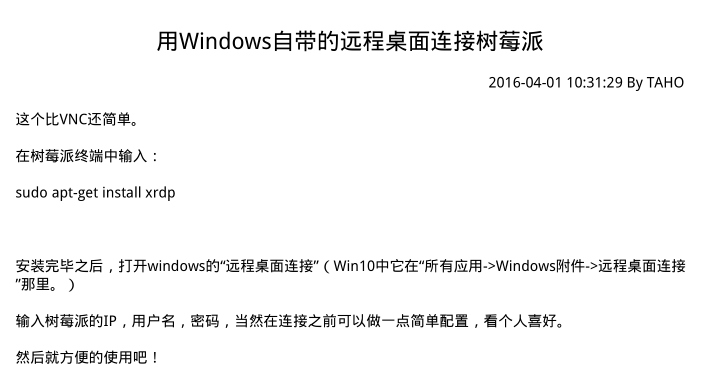 用Windows自带的远程桌面连接树莓派
2016-04-01 10:31:29 By TAHO
这个比VNC还简单。
在树莓派终端中输入：
sudo apt-get install xrdp
安装完毕之后，打开windows的“远程桌面连接”（Win10中它在“所有应用->Windows附件->远程桌面连接
”那里。）
输入树莓派的IP，用户名，密码，当然在连接之前可以做一点简单配置，看个人喜好。
然后就方便的使用吧！